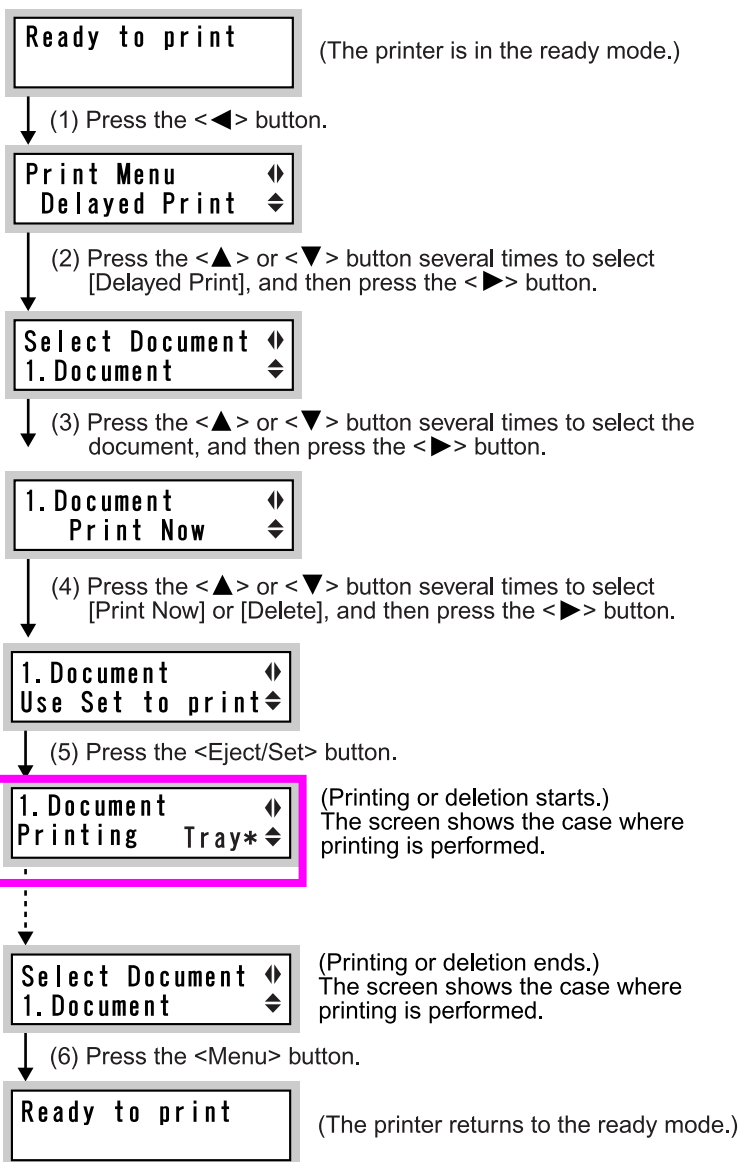 Ready to print
(The printer is in the ready mode.)
(1) Press the <◀> button.
Print Menu
Delayed Print
(2) Press the <▲> or <▼> button several times to select
[Delayed Print], and then press the <▶> button.
Select Document
1.Document
(3) Press the <▲> or <▼> button several times to select the
document, and then press the <▶> button.
1.Document
Print Now
(4) Press the <▲> or <▼> button several times to select
[Print Now] or [Delete], and then press the <▶> button.
1.Document
Use Set to print
(5) Press the <Eject/Set> button.
1.Document
Printing Tray*
(Printing or deletion starts.)
The screen shows the case where
printing is performed.
Select Document
1.Document
(Printing or deletion ends.)
The screen shows the case where
printing is performed.
(6) Press the <Menu> button.
Ready to print
(The printer returns to the ready mode.)